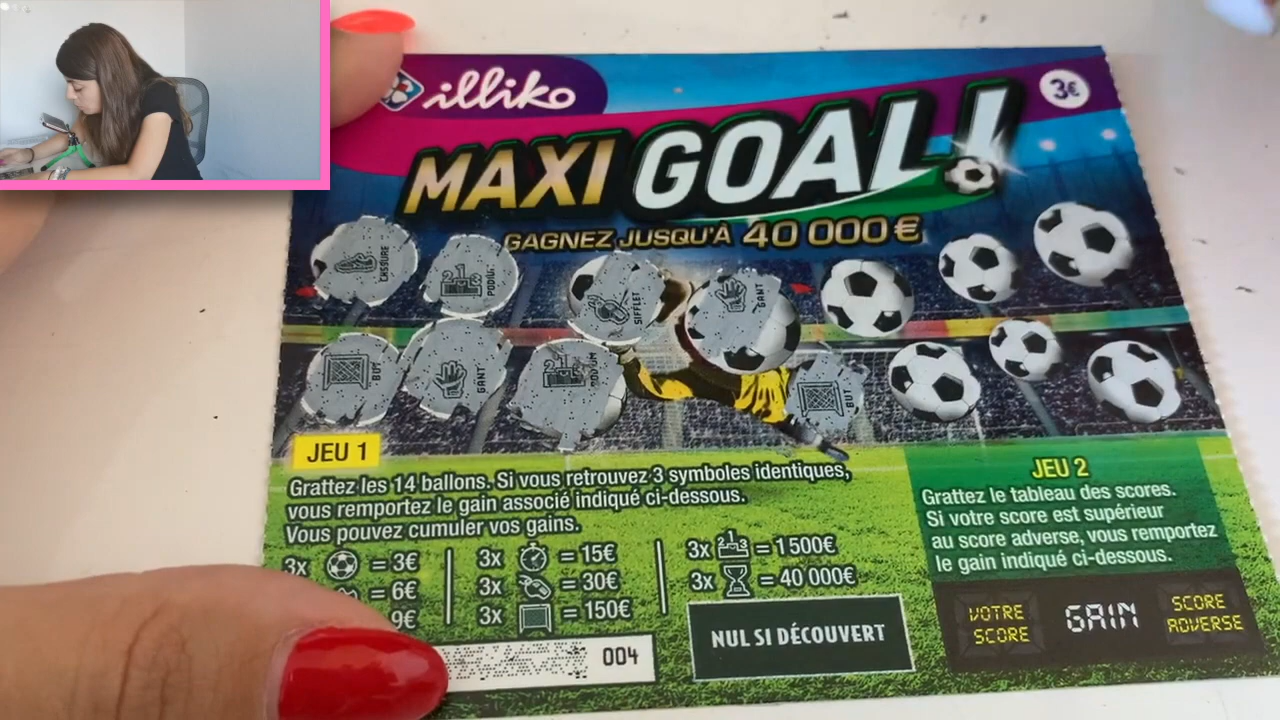 illiko
3€
MAXI GOAL!
GAGNEZ JUSQU'À 40 000 €
PODIUM
SIFFLET
GANT
BUT
GANT
PODIUM
BUT
JEU 1
Grattez les 14 ballons. Si vous retrouvez 3 symboles identiques,
vous remportez le gain associé indiqué ci-dessous.
Vous pouvez cumuler vos gains.
3x = 3€
= 6€
9€
3x = 15€
3x = 30€
3x = 150€
3x = 1 500€
3x = 40 000€
NUL SI DÉCOUVERT
004
JEU 2
Grattez le tableau des scores.
Si votre score est supérieur
au score adverse, vous remportez
le gain indiqué ci-dessous.
VOTRE
SCORE
GAIN
SCORE
ADVERSE